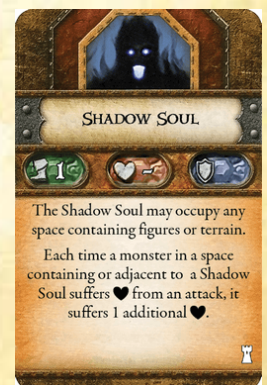 SHADOW SOUL
1 -
The Shadow Soul may occupy any
space containing figures or terrain.
Each time a monster in a space
containing or adjacent to a Shadow
Soul suffers ♥ from an attack, it
suffers 1 additional ♥.